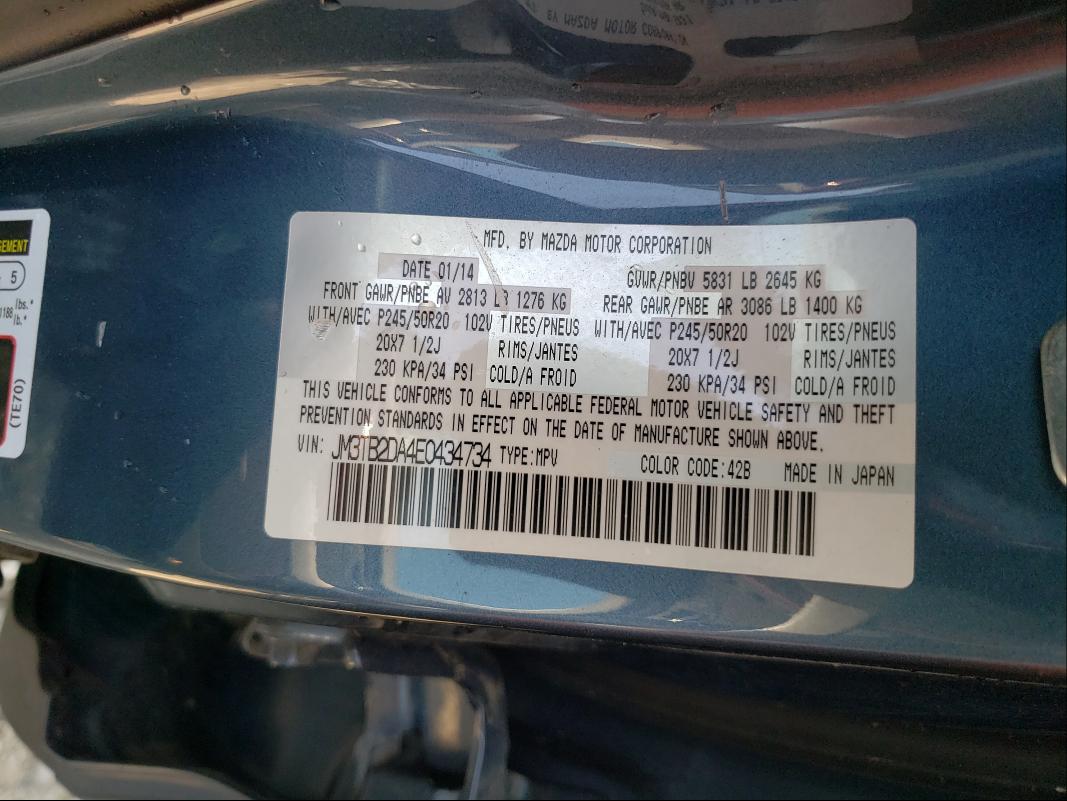 MFD. BY MAZDA MOTOR CORPORATION
DATE 01/14 GVWR/PNBV 5831 LB 2645 KG
FRONT GAWR/PNBE AV 2813 LB 1276 KG REAR GAWR/PNBE AR 3086 LB 1400 KG
WITH/AVEC P245/50R20 102V TIRES/PNEUS WITH/AVEC P245/50R20 102V TIRES/PNEUS
20X7 1/2J RIMS/JANTES 20X7 1/2J RIMS/JANTES
230 KPA/34 PSI COLD/A FROID 230 KPA/34 PSI COLD/A FROID
THIS VEHICLE CONFORMS TO ALL APPLICABLE FEDERAL MOTOR VEHICLE SAFETY AND THEFT
PREVENTION STANDARDS IN EFFECT ON THE DATE OF MANUFACTURE SHOWN ABOVE.
VIN: JM3TB2DA4E0434734 TYPE:MPV COLOR CODE:42B MADE IN JAPAN
5
lbs.*
lb.*
(TE70)